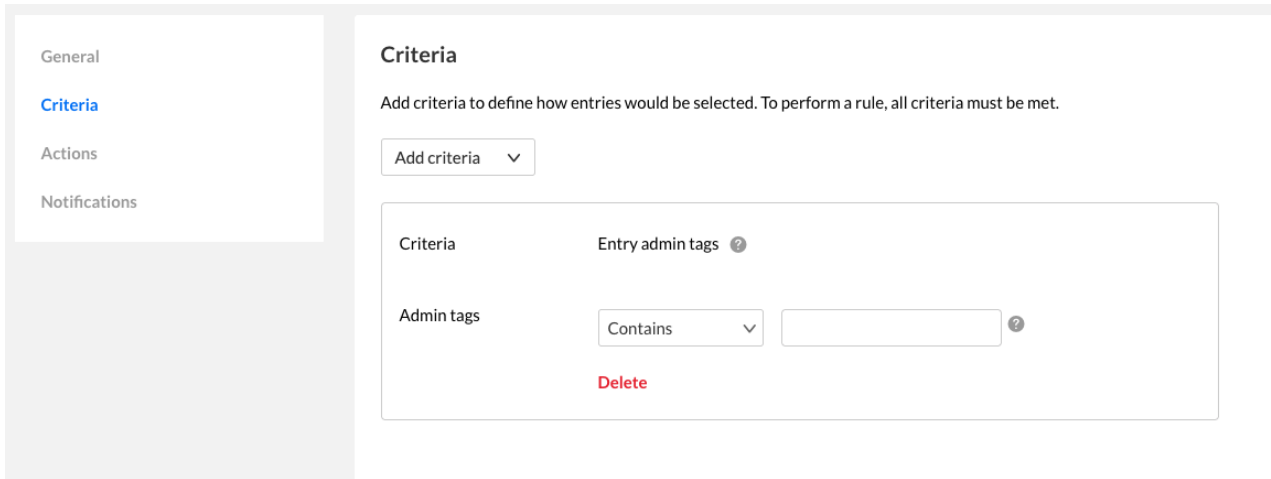 General
Criteria
Actions
Notifications
Criteria
Add criteria to define how entries would be selected. To perform a rule, all criteria must be met.
Add criteria
Criteria Entry admin tags ?
Admin tags Contains ?
Delete